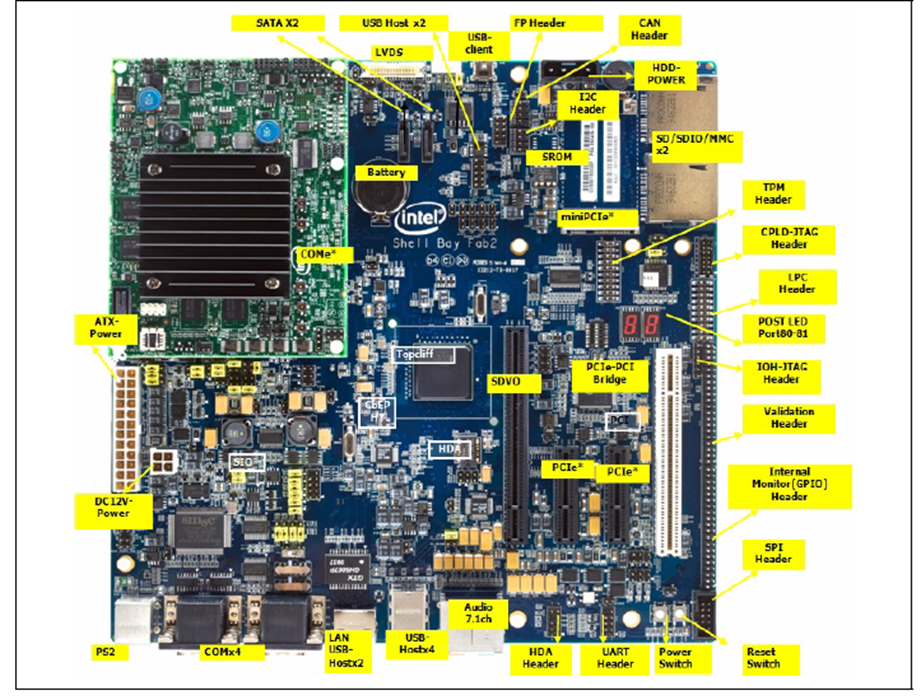 SATA X2
USB Host x2
FP Header
CAN
Header
USB-
client
LVDS
HDD-
POWER
I2C
Header
SROM
SD/SDIO/MMC
x2
Battery
intel
miniPCIe*
TPM
Header
Shell Bay Fab2
CPLD-JTAG
Header
COMe*
LPC
Header
ATX-
Power
88
POST LED
Port80-81
Topcliff
SDVO
PCIe-PCI
Bridge
IOH-JTAG
Header
PCI
Validation
Header
HDA
SIO
PCIe*
PCIe*
Internal
Monitor(GPIO)
Header
DC12V-
Power
SPI
Header
Audio
7.1ch
PS2
COMx4
LAN
USB-
Hostx2
USB-
Hostx4
HDA
Header
UART
Header
Power
Switch
Reset
Switch